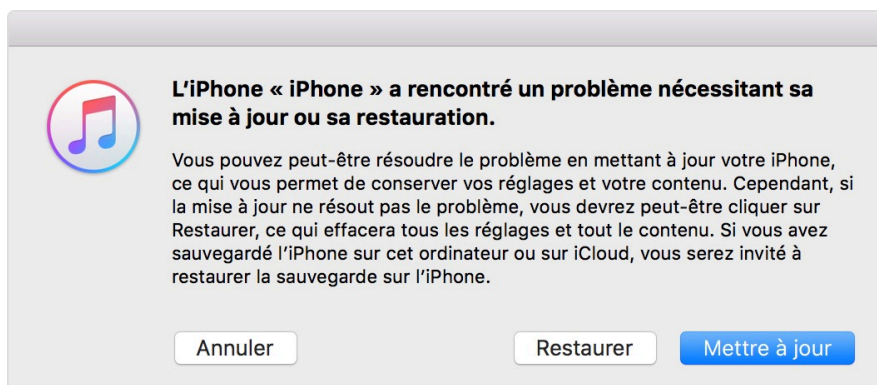 L’iPhone « iPhone » a rencontré un problème nécessitant sa
mise à jour ou sa restauration.
Vous pouvez peut-être résoudre le problème en mettant à jour votre iPhone,
ce qui vous permet de conserver vos réglages et votre contenu. Cependant, si
la mise à jour ne résout pas le problème, vous devrez peut-être cliquer sur
Restaurer, ce qui effacera tous les réglages et tout le contenu. Si vous avez
sauvegardé l’iPhone sur cet ordinateur ou sur iCloud, vous serez invité à
restaurer la sauvegarde sur l’iPhone.
Annuler Restaurer Mettre à jour